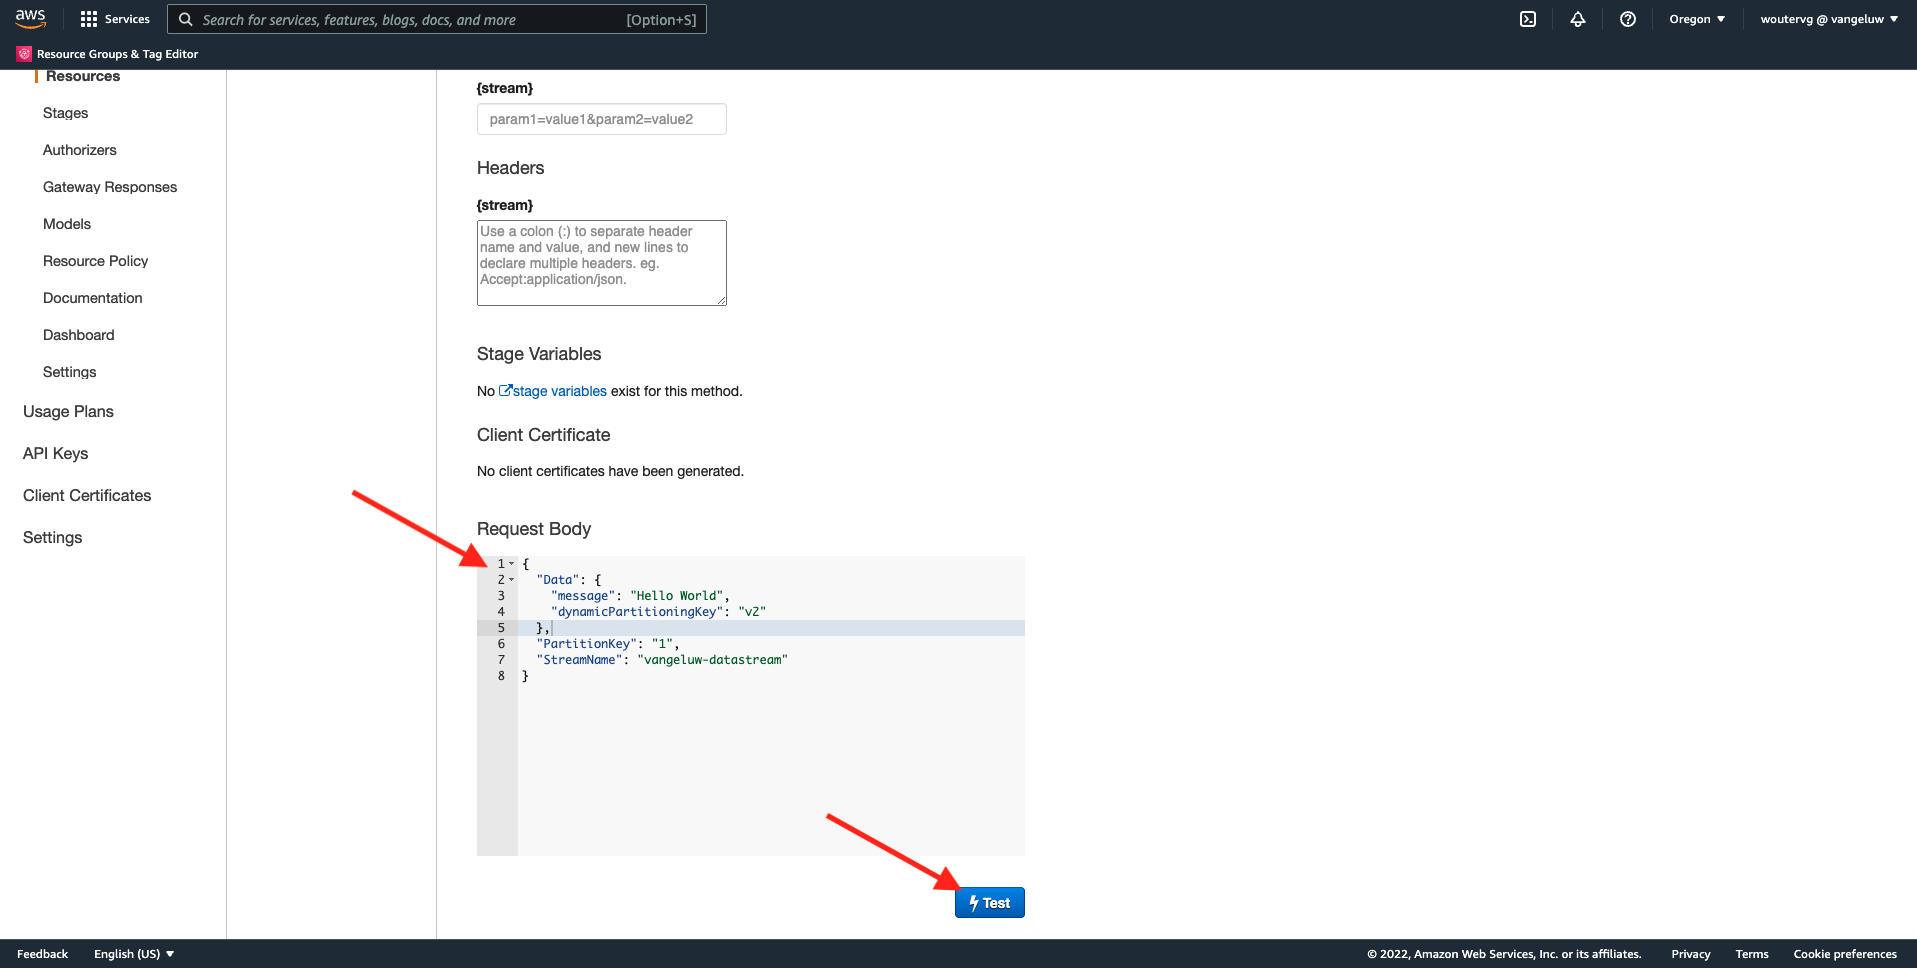 aws
Services
Search for services, features, blogs, docs, and more
[Option+S]
Oregon ▼
woutervg @ vangeluw ▼
Resource Groups & Tag Editor
Resources
Stages
Authorizers
Gateway Responses
Models
Resource Policy
Documentation
Dashboard
Settings
Usage Plans
API Keys
Client Certificates
Settings
{stream}
param1=value1&param2=value2
Headers
{stream}
Use a colon (:) to separate header
name and value, and new lines to
declare multiple headers. eg.
Accept:application/json.
Stage Variables
No stage variables exist for this method.
Client Certificate
No client certificates have been generated.
Request Body
1 {
2 "Data": {
3 "message": "Hello World",
4 "dynamicPartitioningKey": "v2"
5 },
6 "PartitionKey": "1",
7 "StreamName": "vangeluw-datastream"
8 }
Test
Feedback
English (US) ▼
© 2022, Amazon Web Services, Inc. or its affiliates.
Privacy
Terms
Cookie preferences